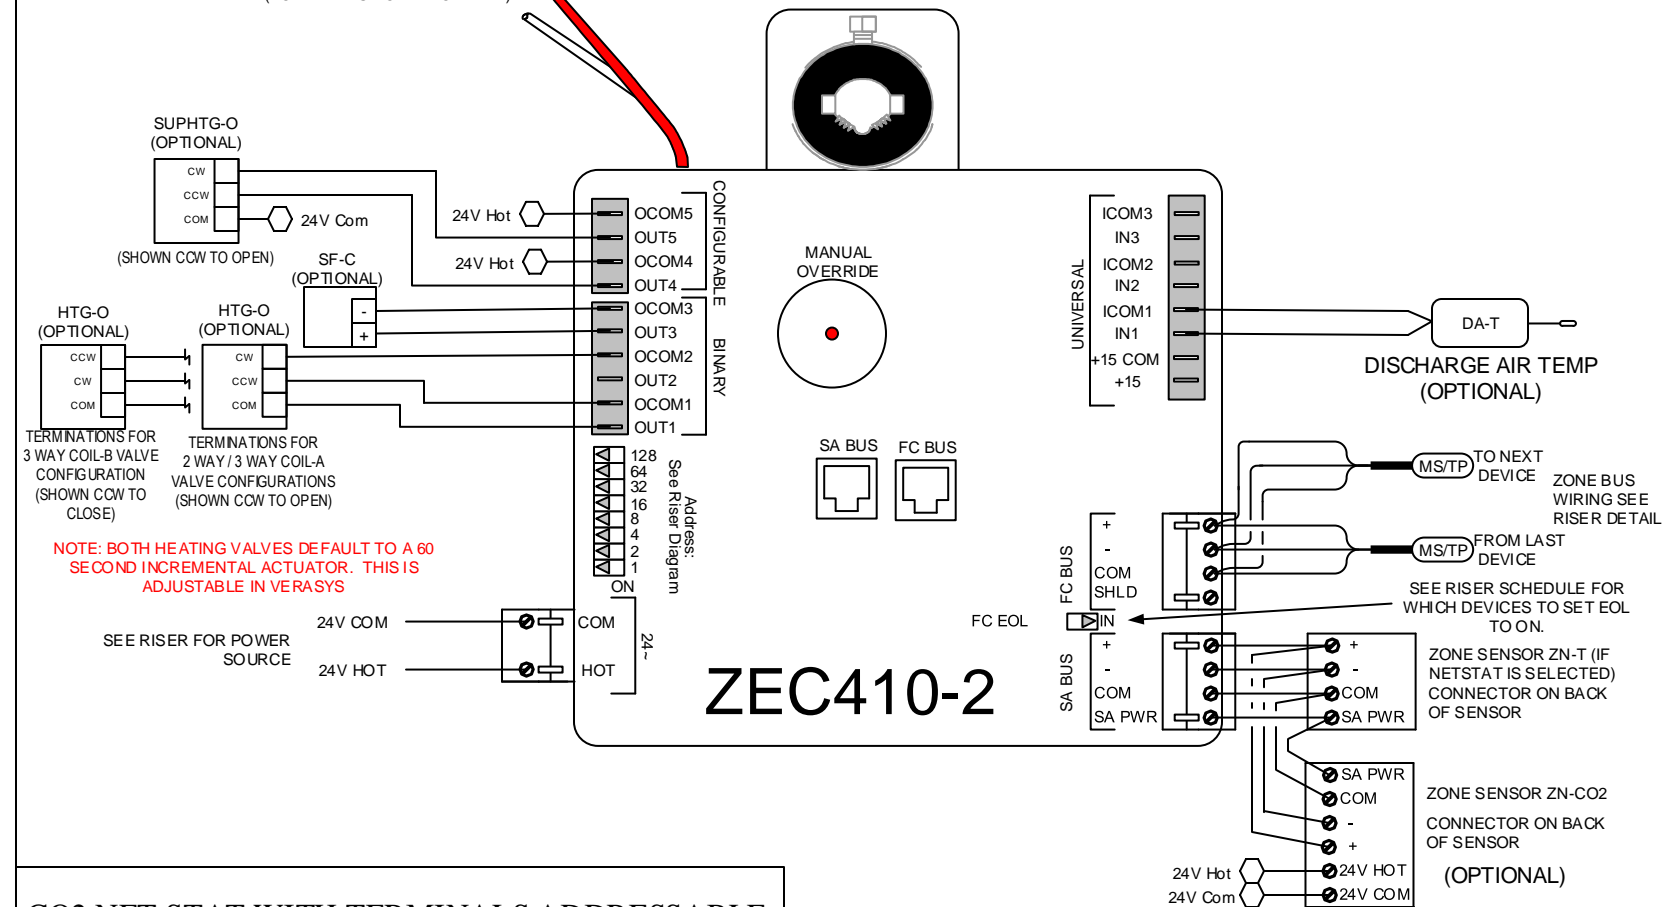 SUPHTG-O
(OPTIONAL)
CW
CCW
COM
24V Com
(SHOWN CCW TO OPEN)
SF-C
(OPTIONAL)
-
+
HTG-O
(OPTIONAL)
CCW
CW
COM
TERMINATIONS FOR
3 WAY COIL-B VALVE
CONFIGURATION
(SHOWN CCW TO
CLOSE)
HTG-O
(OPTIONAL)
CW
CCW
COM
TERMINATIONS FOR
2 WAY / 3 WAY COIL-A
VALVE CONFIGURATIONS
(SHOWN CCW TO OPEN)
NOTE: BOTH HEATING VALVES DEFAULT TO A 60
SECOND INCREMENTAL ACTUATOR. THIS IS
ADJUSTABLE IN VERASYS
24V Hot
24V Hot
OCOM5
OUT5
OCOM4
OUT4
CONFIGURABLE
OCOM3
OUT3
OCOM2
OUT2
OCOM1
OUT1
BINARY
128
64
32
16
8
4
2
1
ON
Address:
See Riser Diagram
SEE RISER FOR POWER
SOURCE
24V COM
24V HOT
COM
HOT
24~
MANUAL
OVERRIDE
SA BUS
FC BUS
ZEC410-2
UNIVERSAL
ICOM3
IN3
ICOM2
IN2
ICOM1
IN1
+15 COM
+15
DA-T
DISCHARGE AIR TEMP
(OPTIONAL)
FC BUS
+
-
COM
SHLD
MS/TP
TO NEXT
DEVICE
MS/TP
FROM LAST
DEVICE
ZONE BUS
WIRING SEE
RISER DETAIL
FC EOL
IN
SEE RISER SCHEDULE FOR
WHICH DEVICES TO SET EOL
TO ON.
SA BUS
+
-
COM
SA PWR
+
-
COM
SA PWR
ZONE SENSOR ZN-T (IF
NETSTAT IS SELECTED)
CONNECTOR ON BACK
OF SENSOR
SA PWR
COM
-
+
24V HOT
24V COM
24V Hot
24V Com
ZONE SENSOR ZN-CO2
CONNECTOR ON BACK
OF SENSOR
(OPTIONAL)
CO2 NET STAT WITH TERMINALS ADDRESSABLE